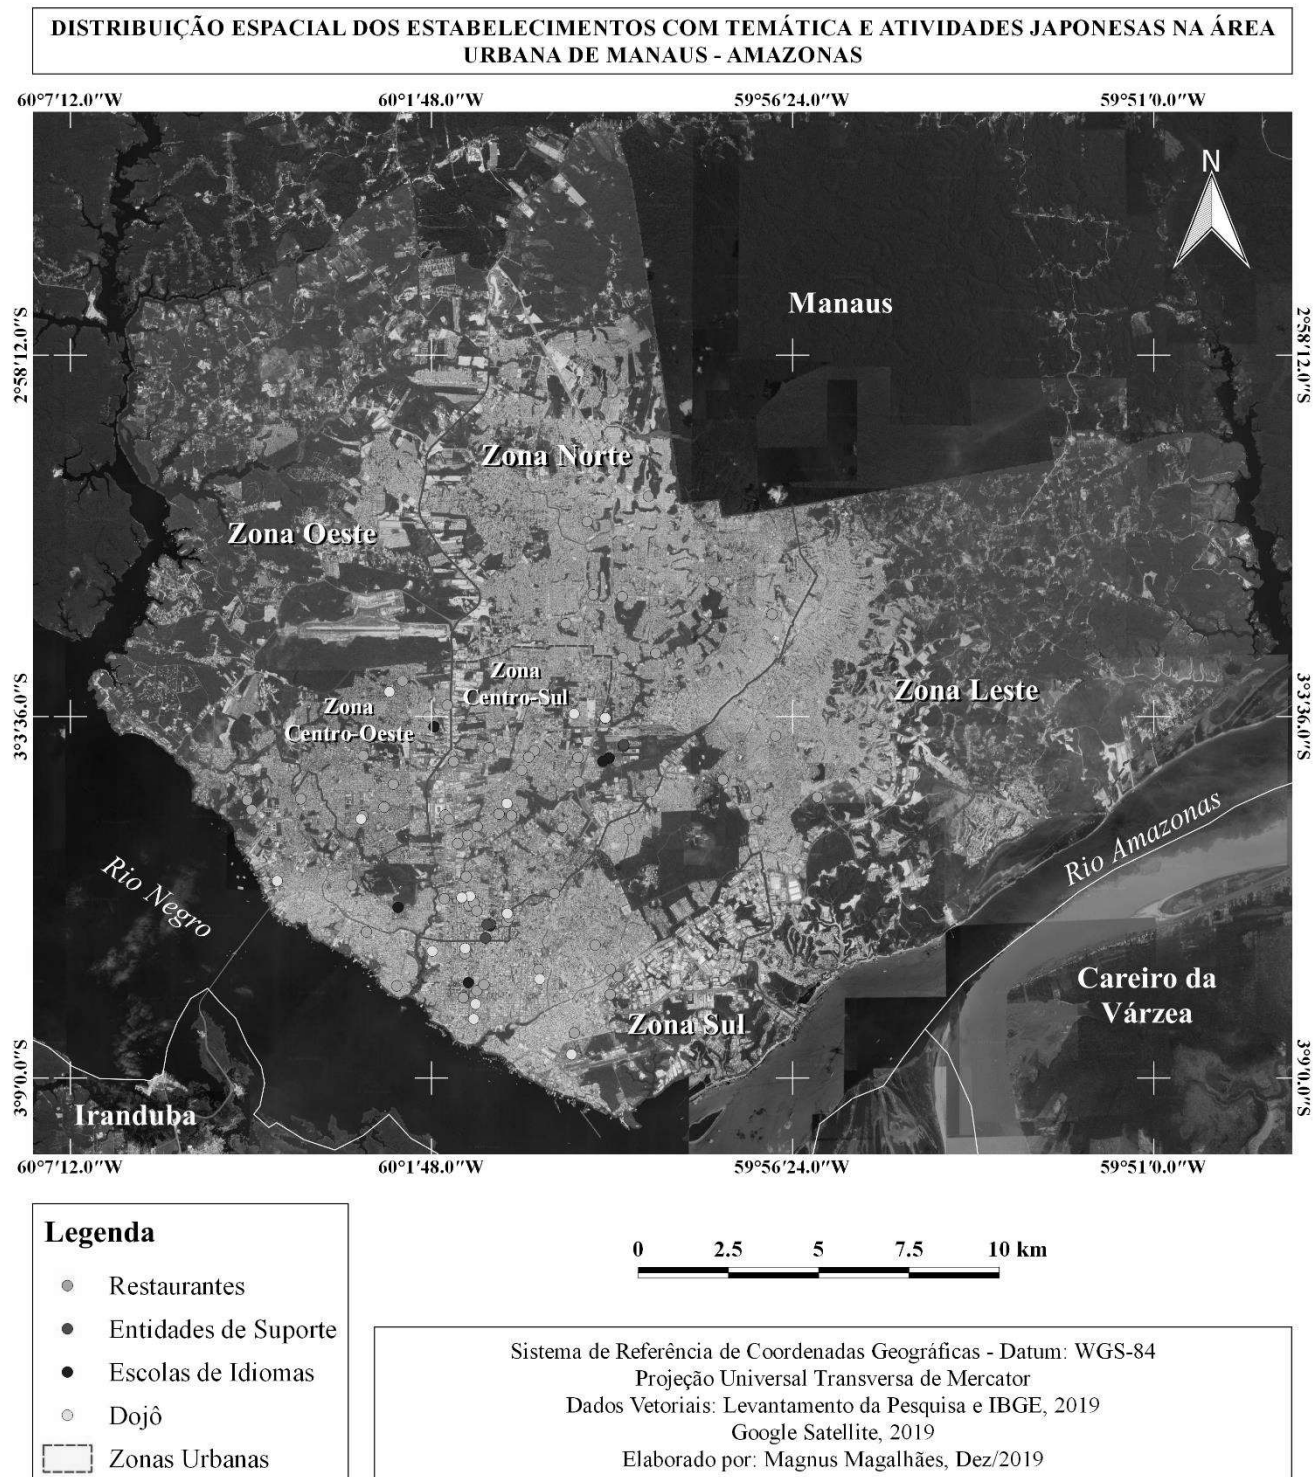 DISTRIBUIÇÃO ESPACIAL DOS ESTABELECIMENTOS COM TEMÁTICA E ATIVIDADES JAPONESAS NA ÁREA
URBANA DE MANAUS - AMAZONAS
60°7'12.0"W
60°1'48.0"W
59°56'24.0"W
59°51'0.0"W
N
Manaus
2°58'12.0"S
2°58'12.0"S
Zona Norte
Zona Oeste
Zona
Centro-Sul
Zona Leste
Zona
Centro-Oeste
3°3'36.0"S
3°3'36.0"S
Rio Amazonas
Rio Negro
Careiro da
Várzea
Zona Sul
3°9'0.0"S
3°9'0.0"S
Iranduba
60°7'12.0"W
60°1'48.0"W
59°56'24.0"W
59°51'0.0"W
Legenda
Restaurantes
Entidades de Suporte
Escolas de Idiomas
Dojô
Zonas Urbanas
0 2.5 5 7.5 10 km
Sistema de Referência de Coordenadas Geográficas - Datum: WGS-84
Projeção Universal Transversa de Mercator
Dados Vetoriais: Levantamento da Pesquisa e IBGE, 2019
Google Satellite, 2019
Elaborado por: Magnus Magalhães, Dez/2019